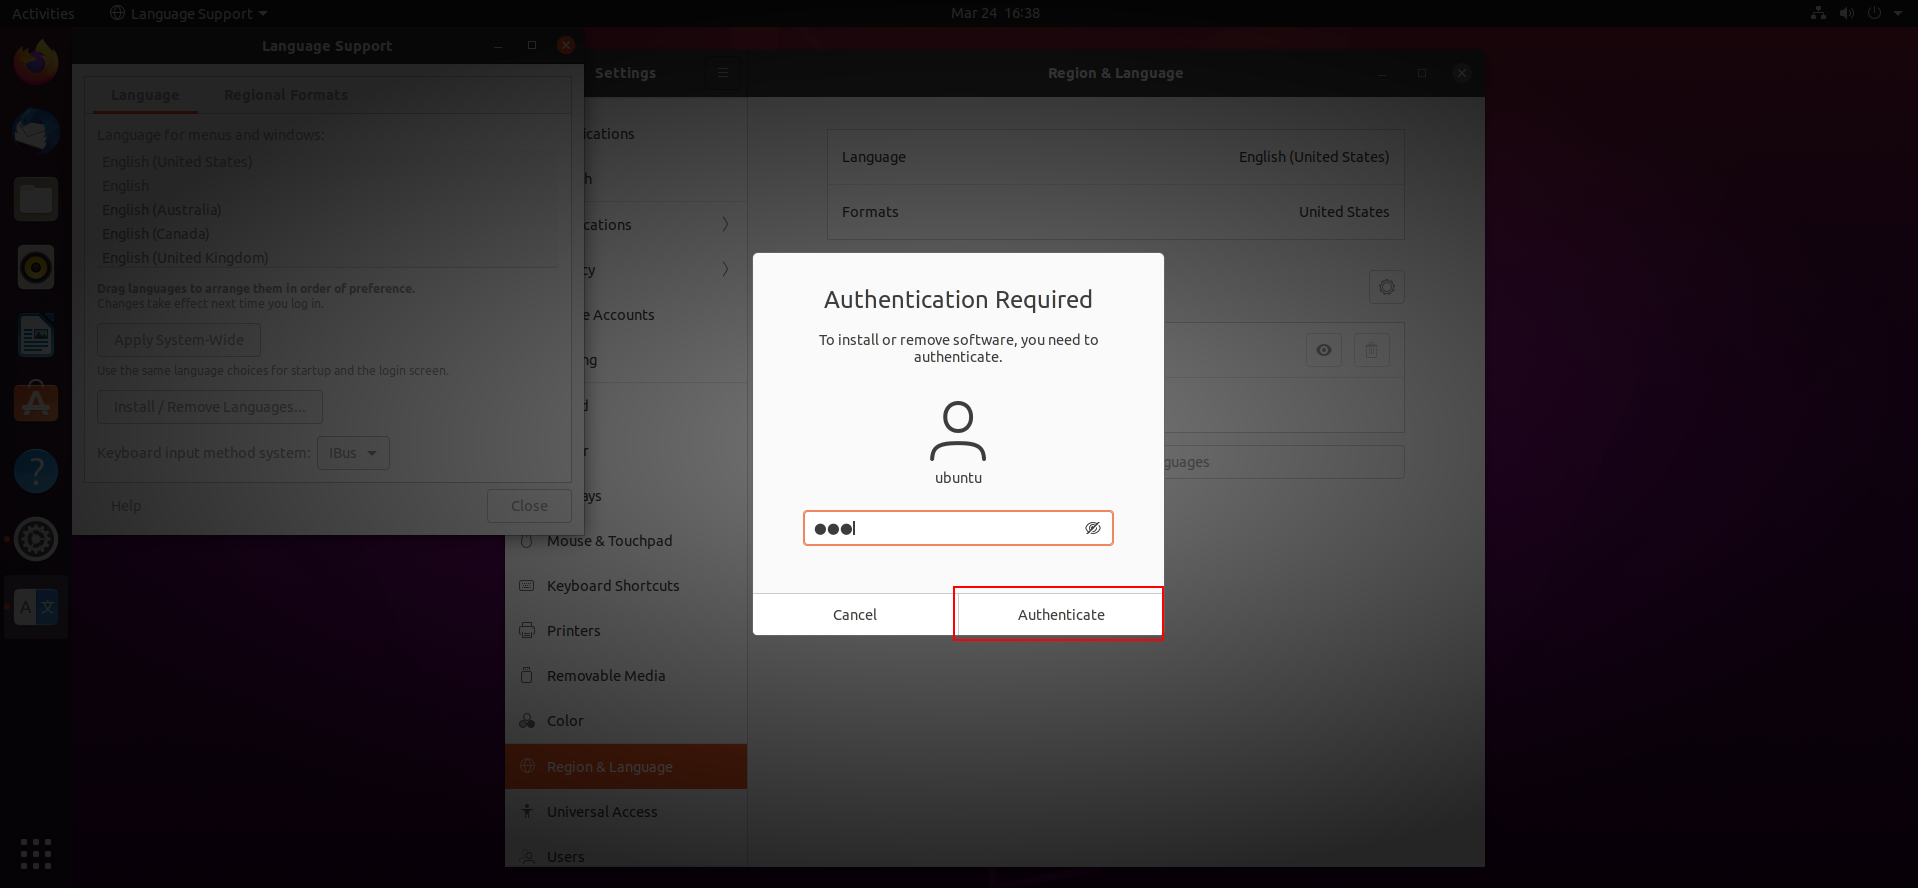 Activities
Language Support
Mar 24 16:38
Language Support
Language
Regional Formats
Language for menus and windows:
English (United States)
English
English (Australia)
English (Canada)
English (United Kingdom)
Drag languages to arrange them in order of preference.
Changes take effect next time you log in.
Apply System-Wide
Use the same language choices for startup and the login screen.
Install / Remove Languages...
Keyboard input method system:
IBus
Help
Close
Settings
ications
h
cations
cy
e Accounts
ng
d
r
ays
Mouse & Touchpad
Keyboard Shortcuts
Printers
Removable Media
Color
Region & Language
Universal Access
Users
Region & Language
Language
English (United States)
Formats
United States
guages
Authentication Required
To install or remove software, you need to
authenticate.
ubuntu
Cancel
Authenticate
A 文